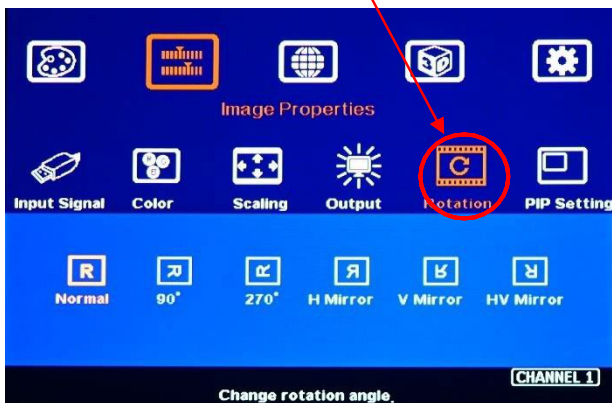 3D
Image Properties
R G B
Input Signal Color Scaling Output Rotation PIP Setting
R R R R R R
Normal 90° 270° H Mirror V Mirror HV Mirror
CHANNEL 1
Change rotation angle